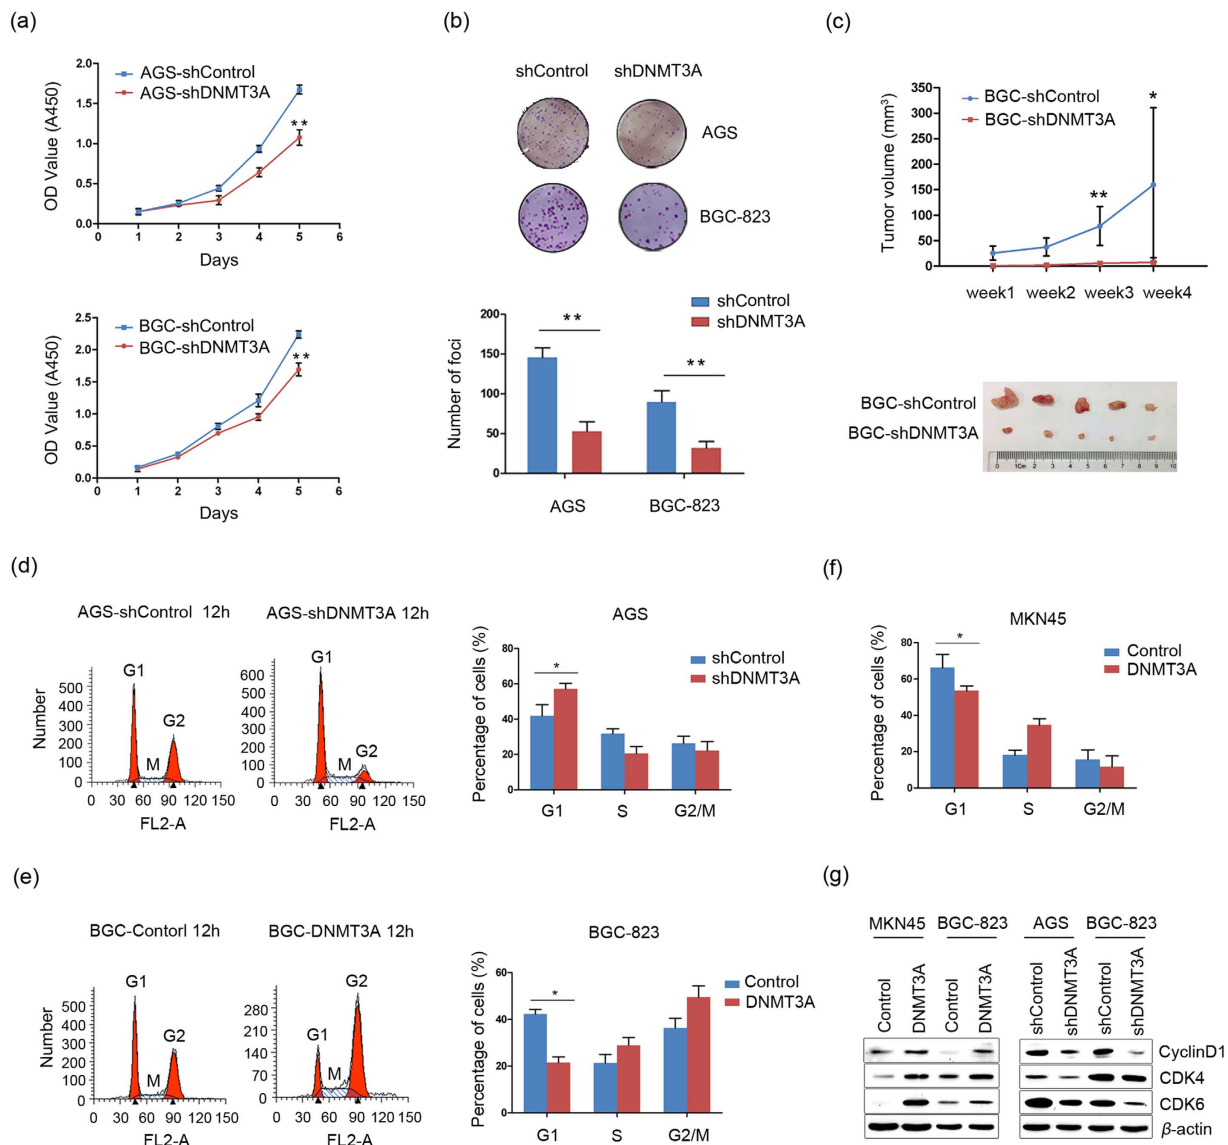 (a)
2.0
1.5
1.0
0.5
0.0
OD Value (A450)
AGS-shControl
AGS-shDNMT3A
**
0 1 2 3 4 5 6
Days
2.5
2.0
1.5
1.0
0.5
0.0
OD Value (A450)
BGC-shControl
BGC-shDNMT3A
**
0 1 2 3 4 5 6
Days
(b)
shControl shDNMT3A
AGS
BGC-823
shControl
shDNMT3A
200
150
100
50
0
Number of foci
**
**
AGS BGC-823
(c)
350
300
250
200
150
100
50
0
Tumor volume (mm³)
BGC-shControl
BGC-shDNMT3A
*
**
week1 week2 week3 week4
BGC-shControl
BGC-shDNMT3A
0 1Cm 2 3 4 5 6 7 8 9 10
(d)
AGS-shControl 12h
Number
500
400
300
200
100
0
G1
G2
M
0 30 60 90 120 150
FL2-A
AGS-shDNMT3A 12h
600
500
400
300
200
100
0
G1
G2
M
0 30 60 90 120 150
FL2-A
AGS
Percentage of cells (%)
80
60
40
20
0
*
shControl
shDNMT3A
G1 S G2/M
(f)
MKN45
Percentage of cells (%)
80
60
40
20
0
*
Control
DNMT3A
G1 S G2/M
(e)
BGC-Contorl 12h
Number
500
400
300
200
100
0
G1
G2
M
0 30 60 90 120 150
FL2-A
BGC-DNMT3A 12h
280
210
140
70
0
G1
G2
M
0 30 60 90 120 150
FL2-A
BGC-823
Percentage of cells (%)
60
40
20
0
*
Control
DNMT3A
G1 S G2/M
(g)
MKN45 BGC-823 AGS BGC-823
Control DNMT3A Control DNMT3A shControl shDNMT3A shControl shDNMT3A
CyclinD1
CDK4
CDK6
β-actin